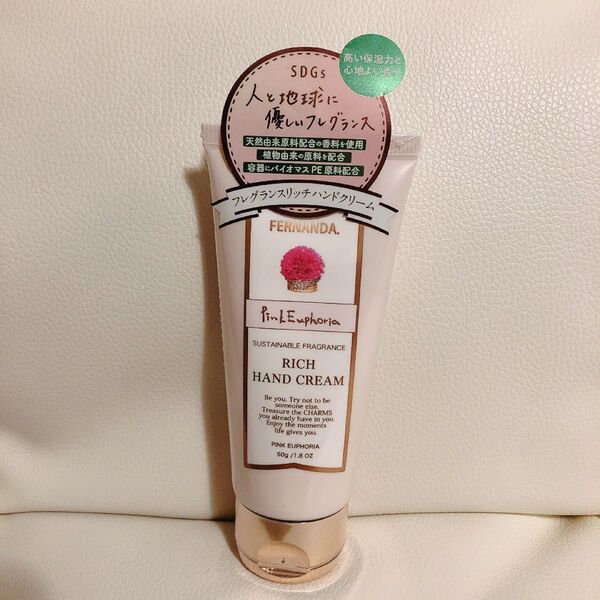 SDGs
人と地球に
優しいフレグランス
天然由来原料配合の香料を使用
植物由来の原料を配合
容器にバイオマスPE原料配合
高い保湿力と
心地よい香り
フレグランスリッチハンドクリーム
FERNANDA.
Pink Euphoria
SUSTAINABLE FRAGRANCE
RICH
HAND CREAM
Be you. Try not to be
someone else.
Treasure the CHARMS
you already have in you.
Enjoy the moments
life gives you.
PINK EUPHORIA
50g /1.8 OZ